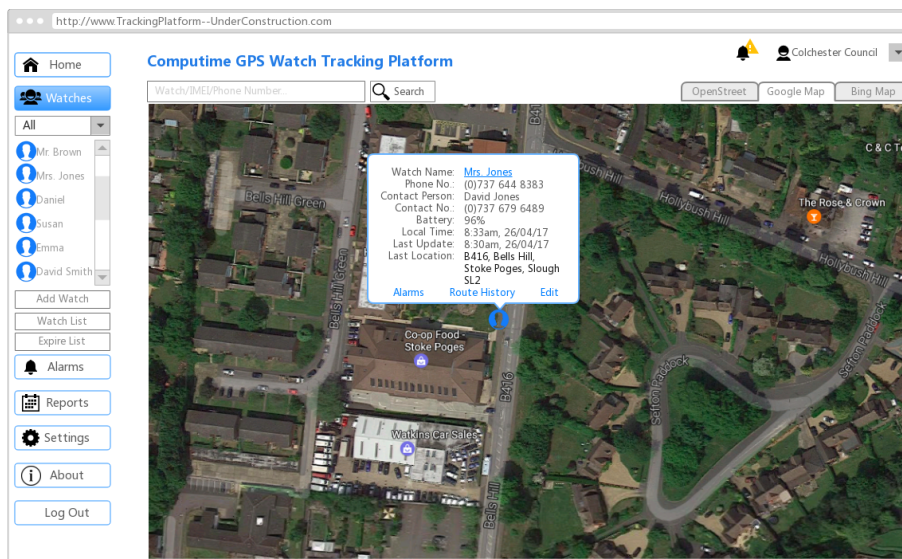 http://www.TrackingPlatform--UnderConstruction.com
Home
Computime GPS Watch Tracking Platform
Colchester Council
Watches
Watch/IMEI/Phone Number...
Search
OpenStreet
Google Map
Bing Map
All
Mr. Brown
Mrs. Jones
Daniel
Susan
Emma
David Smith
Add Watch
Watch List
Expire List
Alarms
Reports
Settings
About
Log Out
B416
C & C T
Watch Name: Mrs. Jones
Phone No.: (0)737 644 8383
Contact Person: David Jones
Contact No.: (0)737 679 6489
Battery: 96%
Local Time: 8:33am, 26/04/17
Last Update: 8:30am, 26/04/17
Last Location: B416, Bells Hill,
Stoke Poges, Slough
SL2
Alarms Route History Edit
Bells Hill Green
Hollybush Hill
Hollybush Hill
The Rose & Crown
Hollybush Hill
Bells Hill Green
Co-op Food -
Stoke Poges
B416
Sefton Paddock
Sefton Paddock
Watkins Car Sales
Bells Hill